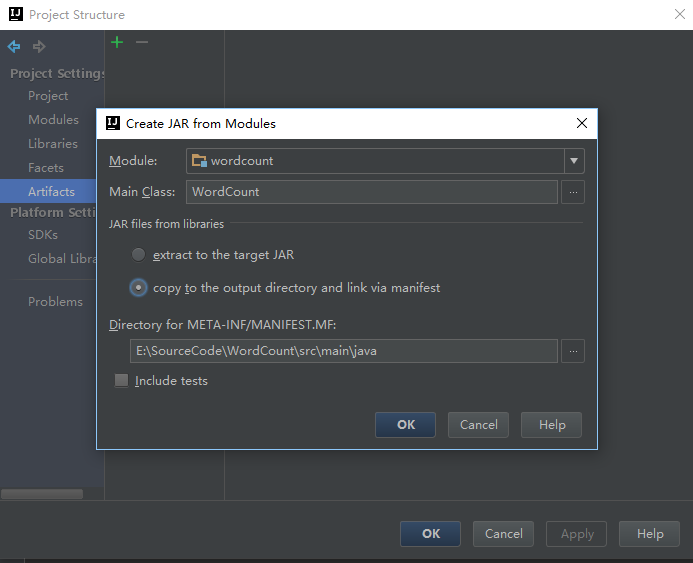 Project Structure
Project Settings
Project
Modules
Libraries
Facets
Artifacts
Platform Setti
SDKs
Global Libra
Problems
Create JAR from Modules
Module: wordcount
Main Class: WordCount ...
JAR files from libraries
extract to the target JAR
copy to the output directory and link via manifest
Directory for META-INF/MANIFEST.MF:
E:\SourceCode\WordCount\src\main\java ...
Include tests
OK Cancel Help
OK Cancel Apply Help